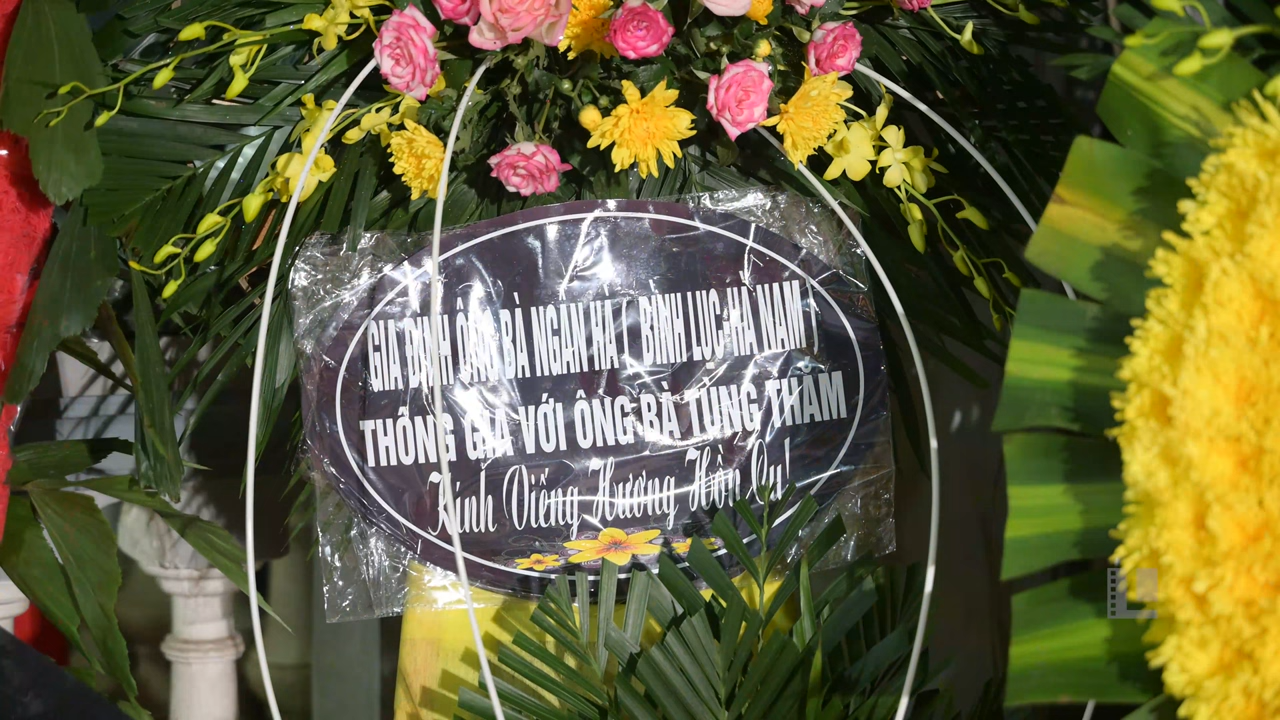 GIA ĐÌNH ÔNG BÀ NGÂN HÀ ( BÌNH LỤC-HÀ NAM )
THÔNG GIA VỚI ÔNG BÀ TÙNG THẮM
Kính Viếng Hương Hồn Cụ!